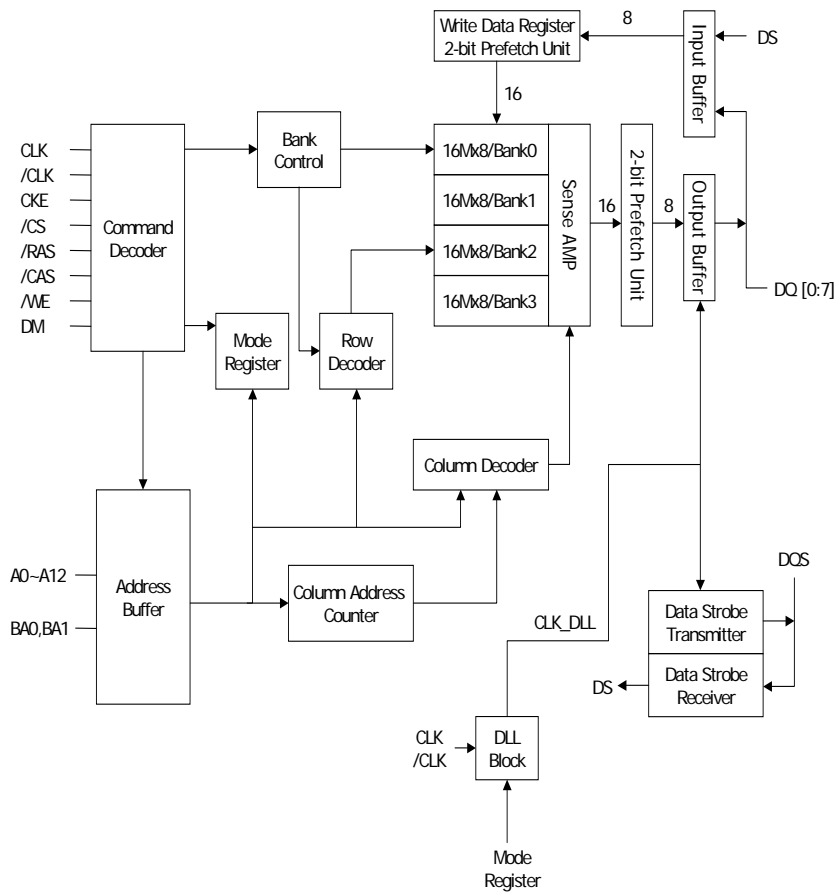 Write Data Register
2-bit Prefetch Unit
8
Input Buffer
DS
16
Bank
Control
16Mx8/Bank0
16Mx8/Bank1
16Mx8/Bank2
16Mx8/Bank3
Sense AMP
16
2-bit Prefetch Unit
8
Output Buffer
DQ [0:7]
CLK
/CLK
CKE
/CS
/RAS
/CAS
/WE
DM
Command
Decoder
Mode
Register
Row
Decoder
Column Decoder
A0~A12
BA0,BA1
Address
Buffer
Column Address
Counter
CLK_DLL
DQS
Data Strobe
Transmitter
Data Strobe
Receiver
DS
CLK
/CLK
DLL
Block
Mode
Register